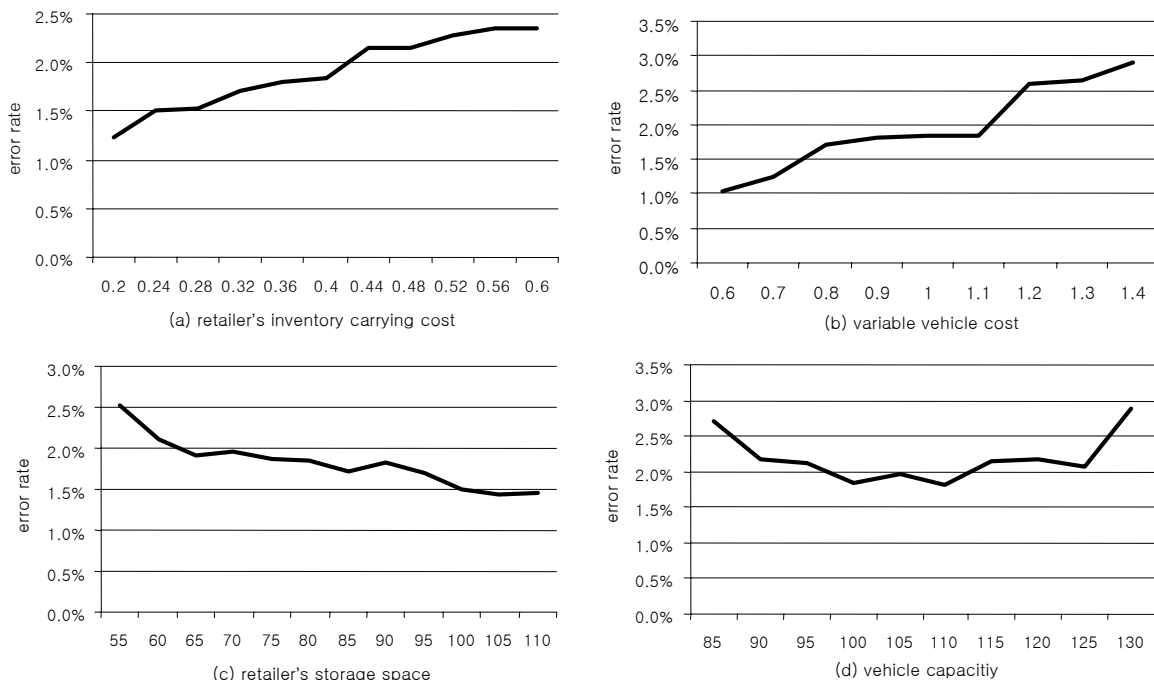 2.5%
2.0%
1.5%
1.0%
0.5%
0.0%
error rate
0.2 0.24 0.28 0.32 0.36 0.4 0.44 0.48 0.52 0.56 0.6
(a) retailer's inventory carrying cost
3.5%
3.0%
2.5%
2.0%
1.5%
1.0%
0.5%
0.0%
error rate
0.6 0.7 0.8 0.9 1 1.1 1.2 1.3 1.4
(b) variable vehicle cost
3.0%
2.5%
2.0%
1.5%
1.0%
0.5%
0.0%
error rate
55 60 65 70 75 80 85 90 95 100 105 110
(c) retailer's storage space
3.5%
3.0%
2.5%
2.0%
1.5%
1.0%
0.5%
0.0%
error rate
85 90 95 100 105 110 115 120 125 130
(d) vehicle capacitiy